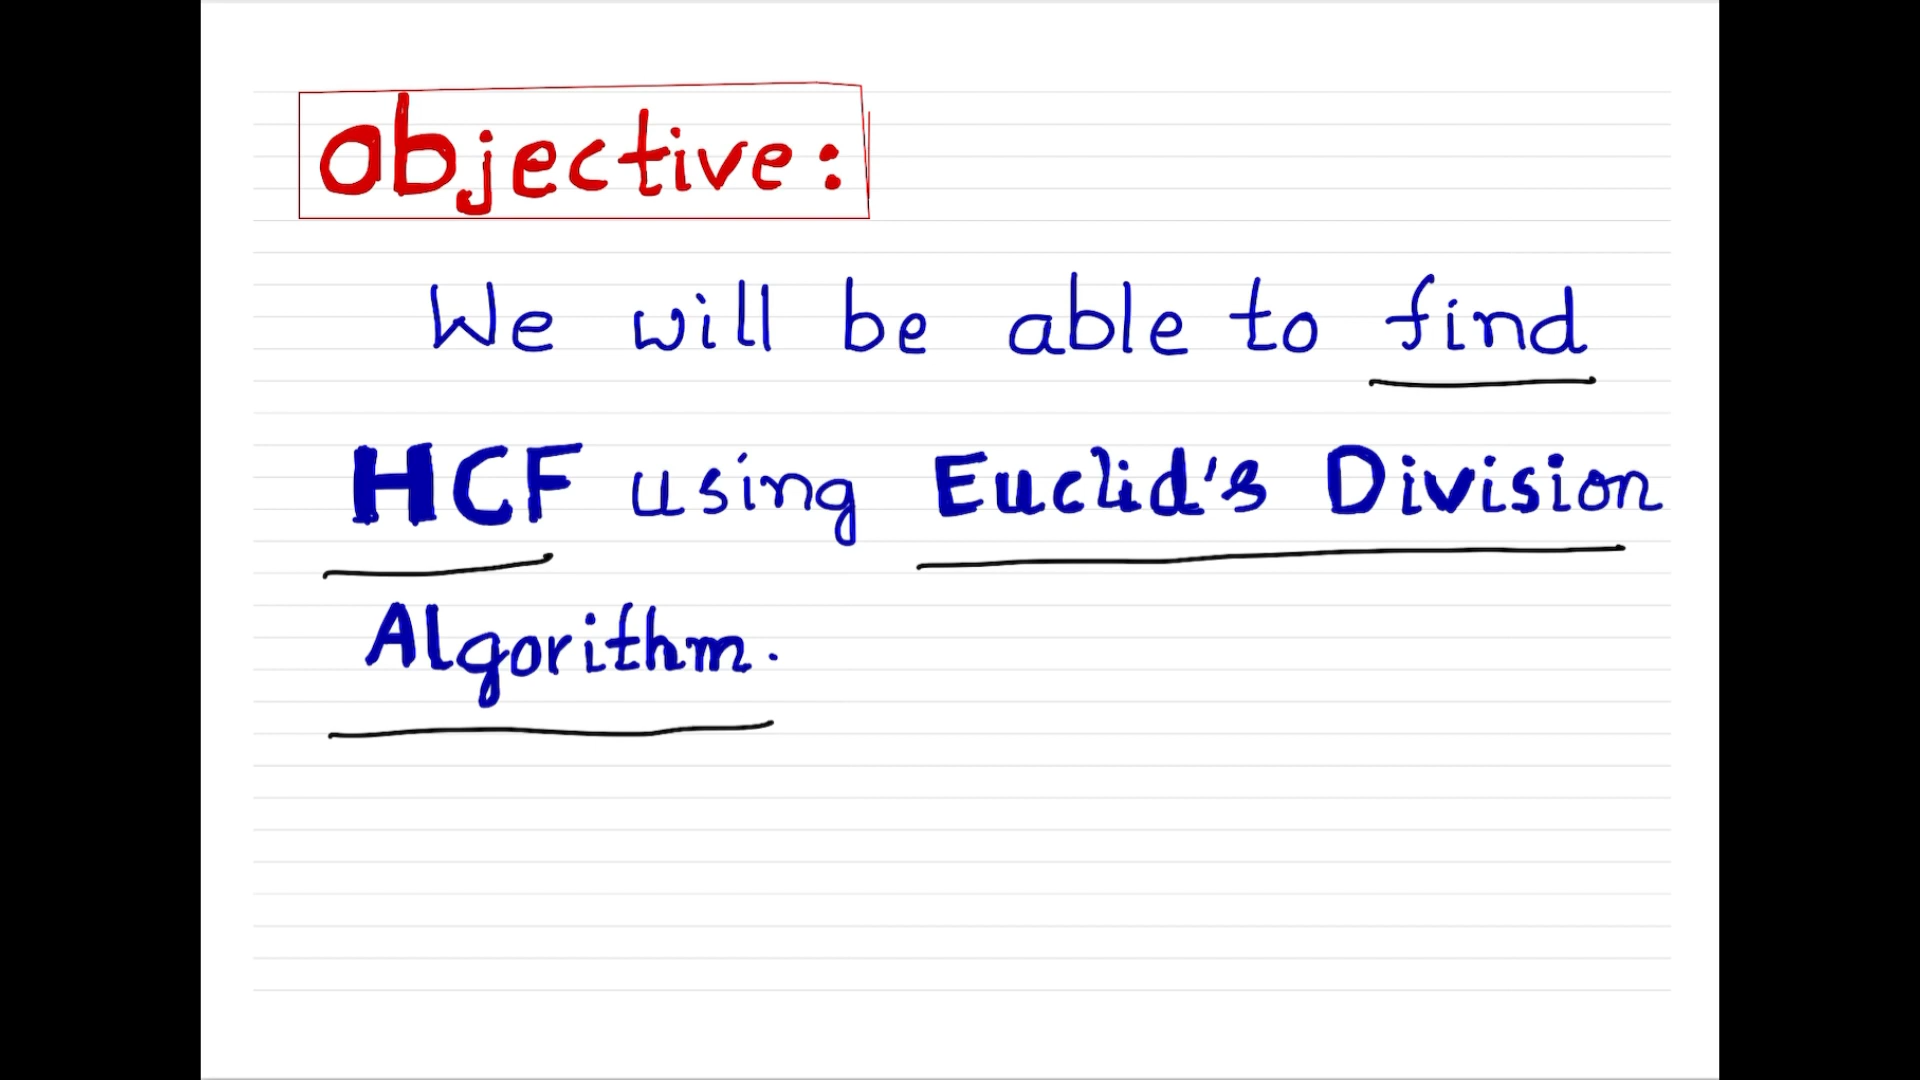 Objective:
We will be able to find
HCF using Euclid's Division
Algorithm.